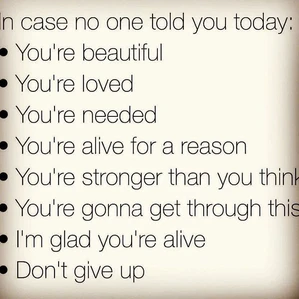 In case no one told you today:
• You're beautiful
• You're loved
• You're needed
• You're alive for a reason
• You're stronger than you think
• You're gonna get through this
• I'm glad you're alive
• Don't give up